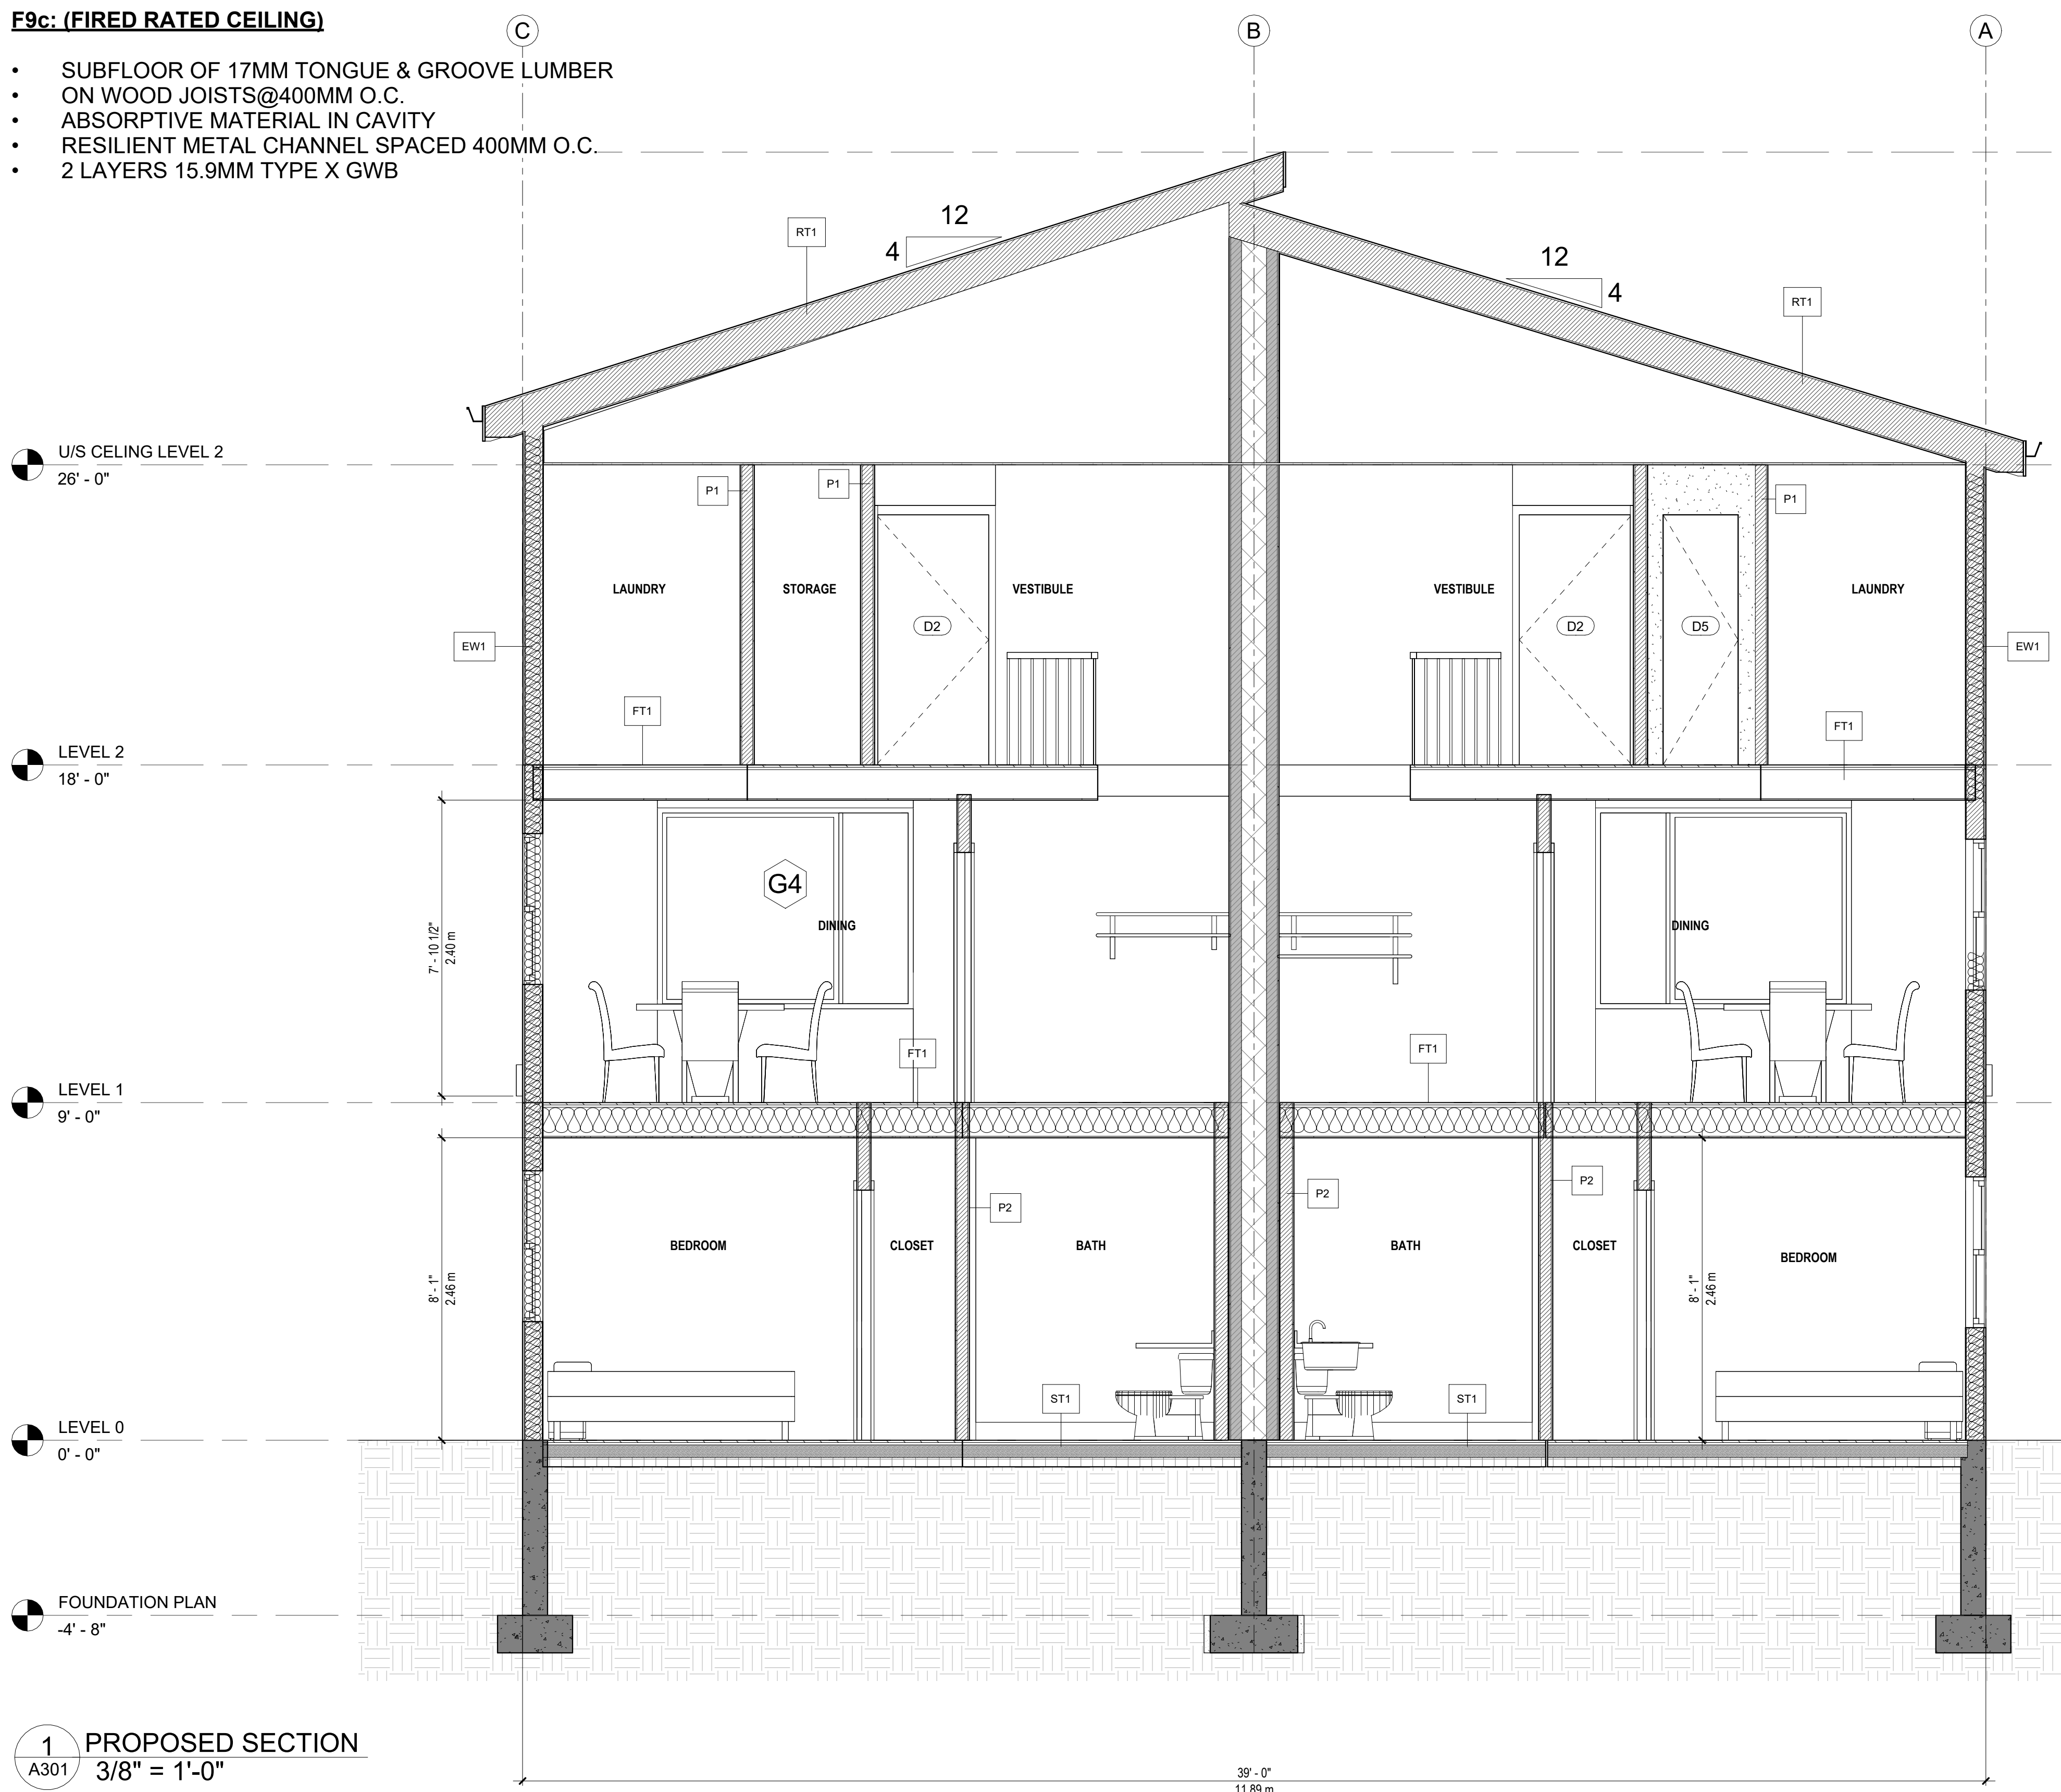 F9c: (FIRED RATED CEILING)
• SUBFLOOR OF 17MM TONGUE & GROOVE LUMBER
• ON WOOD JOISTS@400MM O.C.
• ABSORPTIVE MATERIAL IN CAVITY
• RESILIENT METAL CHANNEL SPACED 400MM O.C.
• 2 LAYERS 15.9MM TYPE X GWB
C
B
A
12
4
RT1
12
4
RT1
U/S CELING LEVEL 2
26' - 0"
P1
P1
P1
LAUNDRY
STORAGE
VESTIBULE
VESTIBULE
LAUNDRY
D2
D2
D5
EW1
EW1
FT1
FT1
LEVEL 2
18' - 0"
G4
DINING
DINING
7' - 10 1/2"
2.40 m
FT1
FT1
LEVEL 1
9' - 0"
P2
P2
P2
BEDROOM
CLOSET
BATH
BATH
CLOSET
BEDROOM
8' - 1"
2.46 m
8' - 1"
2.46 m
ST1
ST1
LEVEL 0
0' - 0"
FOUNDATION PLAN
-4' - 8"
1
A301
PROPOSED SECTION
3/8" = 1'-0"
39' - 0"
11.89 m